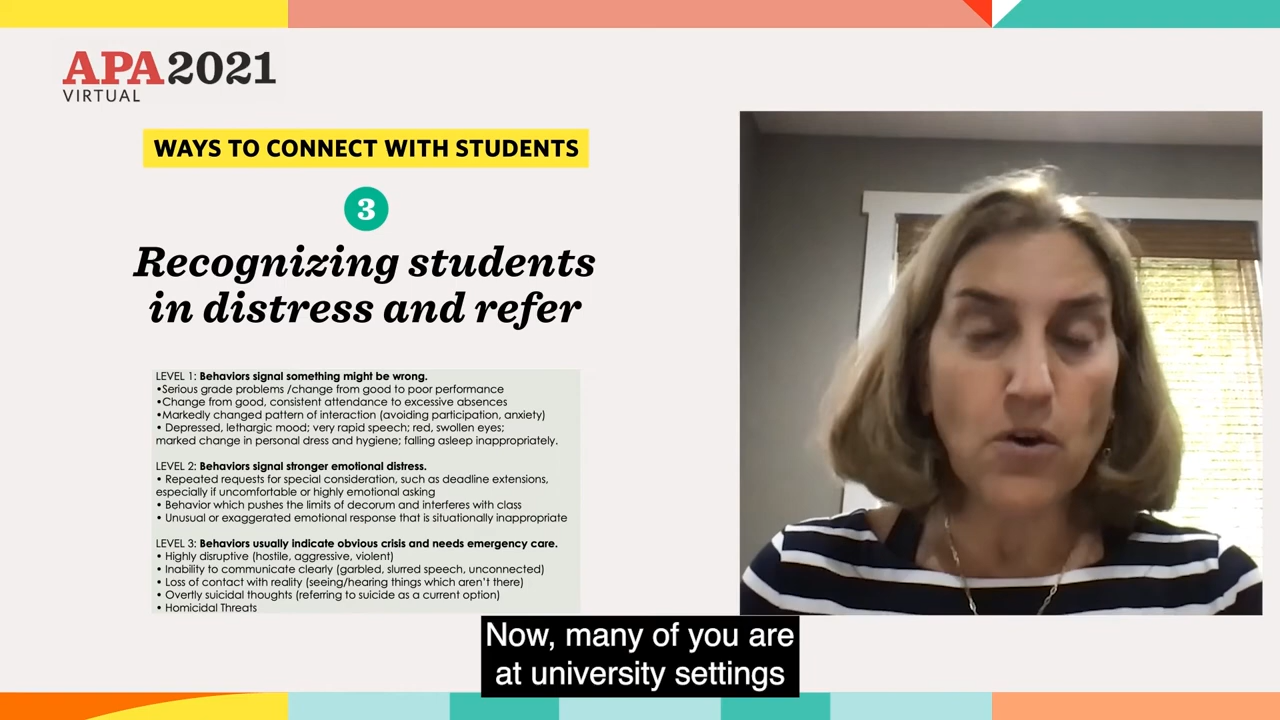 APA2021
VIRTUAL
WAYS TO CONNECT WITH STUDENTS
3
Recognizing students
in distress and refer
LEVEL 1: Behaviors signal something might be wrong.
•Serious grade problems /change from good to poor performance
•Change from good, consistent attendance to excessive absences
•Markedly changed pattern of interaction (avoiding participation, anxiety)
• Depressed, lethargic mood; very rapid speech; red, swollen eyes;
marked change in personal dress and hygiene; falling asleep inappropriately.
LEVEL 2: Behaviors signal stronger emotional distress.
• Repeated requests for special consideration, such as deadline extensions,
especially if uncomfortable or highly emotional asking
• Behavior which pushes the limits of decorum and interferes with class
• Unusual or exaggerated emotional response that is situationally inappropriate
LEVEL 3: Behaviors usually indicate obvious crisis and needs emergency care.
• Highly disruptive (hostile, aggressive, violent)
• Inability to communicate clearly (garbled, slurred speech, unconnected)
• Loss of contact with reality (seeing/hearing things which aren't there)
• Overtly suicidal thoughts (referring to suicide as a current option)
• Homicidal Threats
Now, many of you are
at university settings